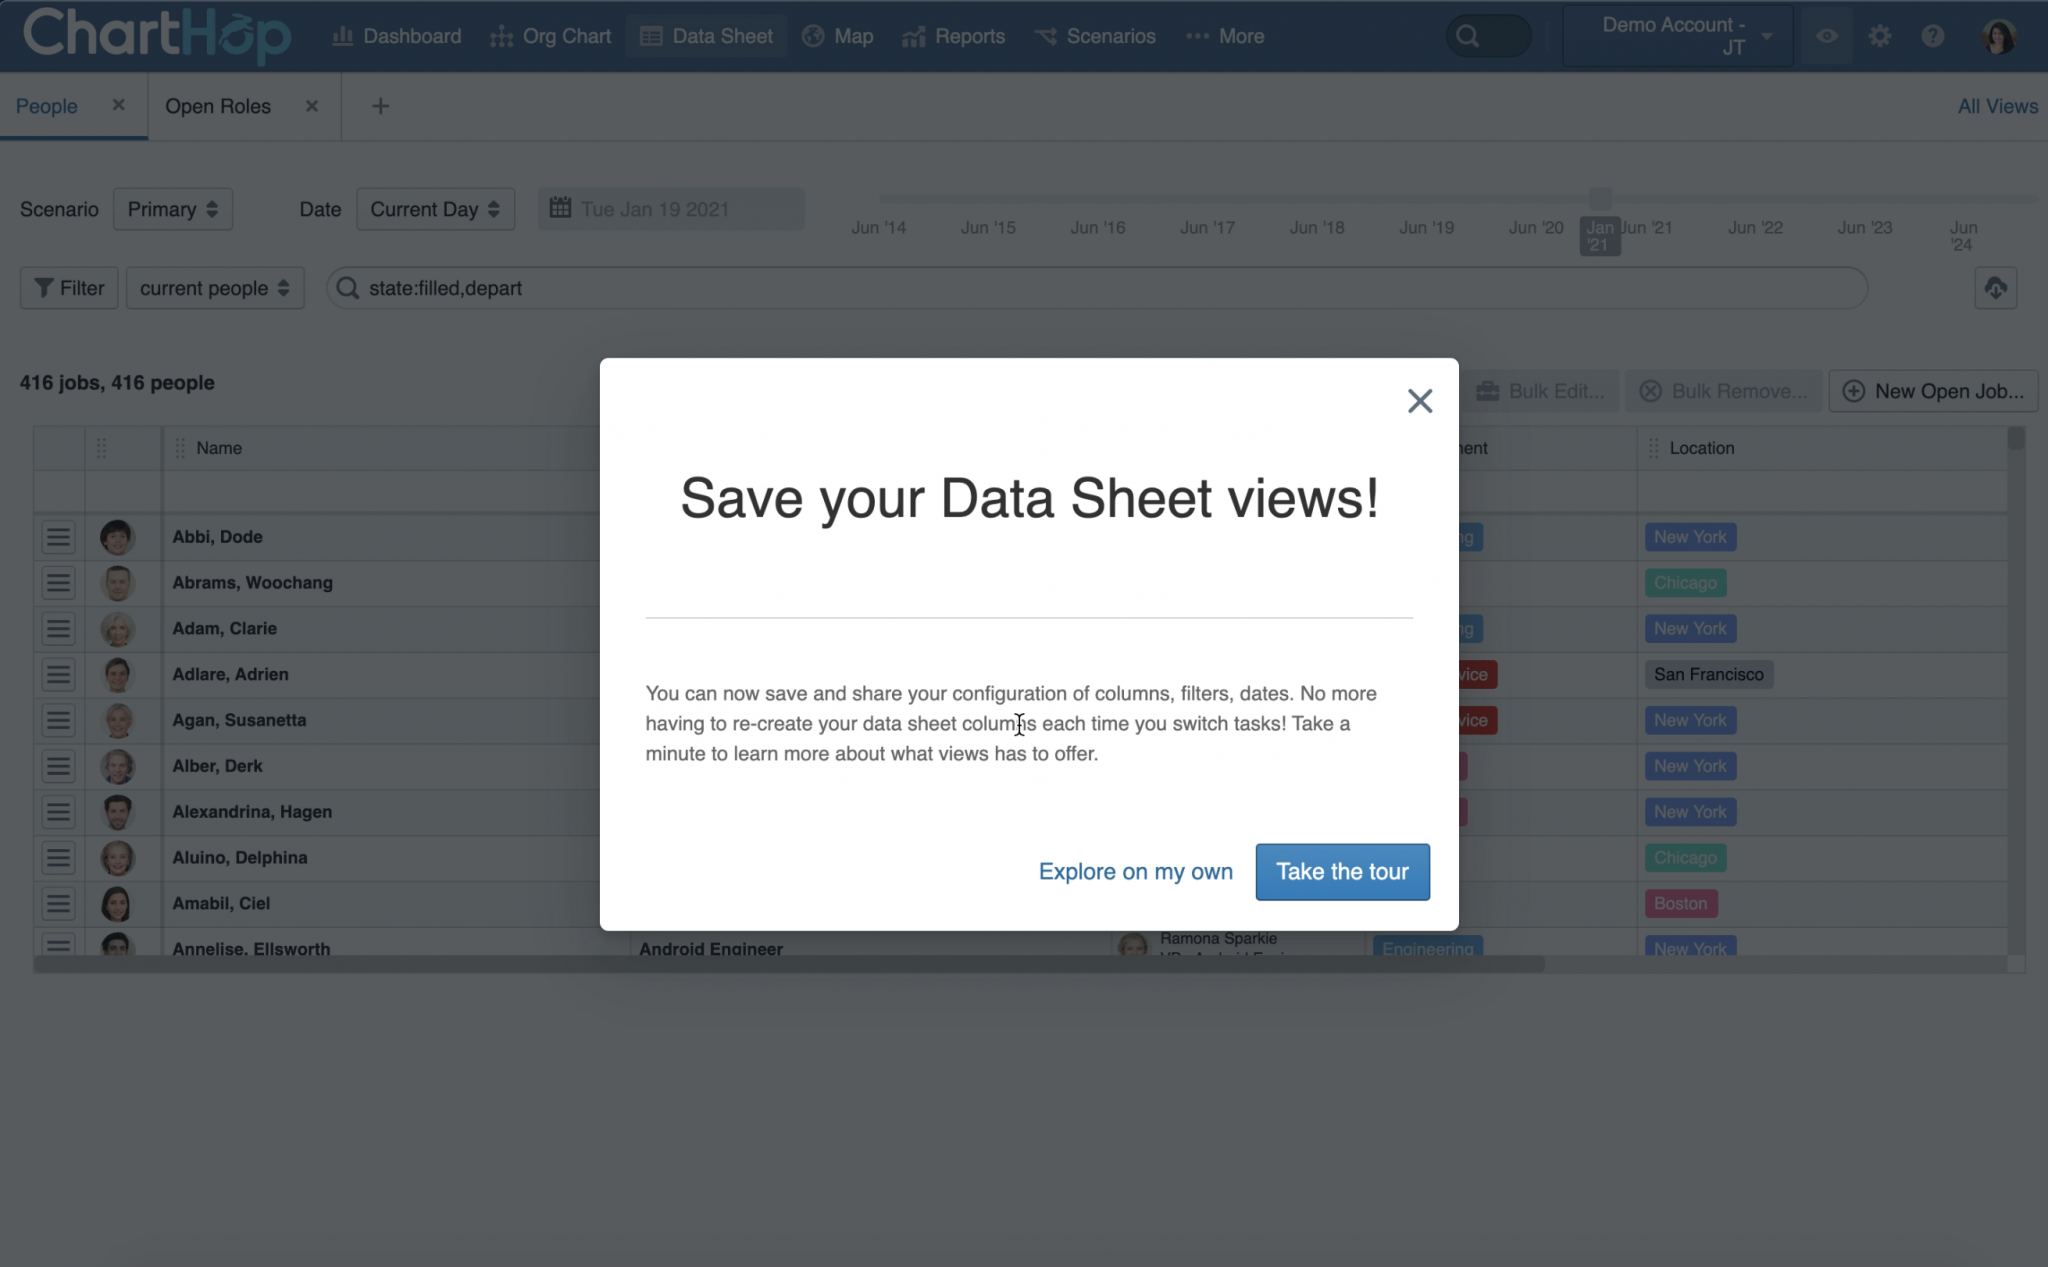 ChartHop
Dashboard
Org Chart
Data Sheet
Map
Reports
Scenarios
More
Demo Account -
JT
People
Open Roles
All Views
Scenario
Primary
Date
Current Day
Tue Jan 19 2021
Jun '14
Jun '15
Jun '16
Jun '17
Jun '18
Jun '19
Jun '20
Jan
'21
Jun '21
Jun '22
Jun '23
Jun
'24
Filter
current people
state:filled,depart
416 jobs, 416 people
Bulk Edit...
Bulk Remove...
New Open Job...
Name
Location
Save your Data Sheet views!
You can now save and share your configuration of columns, filters, dates. No more
having to re-create your data sheet columns each time you switch tasks! Take a
minute to learn more about what views has to offer.
Explore on my own
Take the tour
Abbi, Dode
New York
Abrams, Woochang
Chicago
Adam, Clarie
New York
Adlare, Adrien
San Francisco
Agan, Susanetta
New York
Alber, Derk
New York
Alexandrina, Hagen
New York
Aluino, Delphina
Chicago
Amabil, Ciel
Boston
Annelise, Ellsworth
Android Engineer
Ramona Sparkie
Engineering
New York